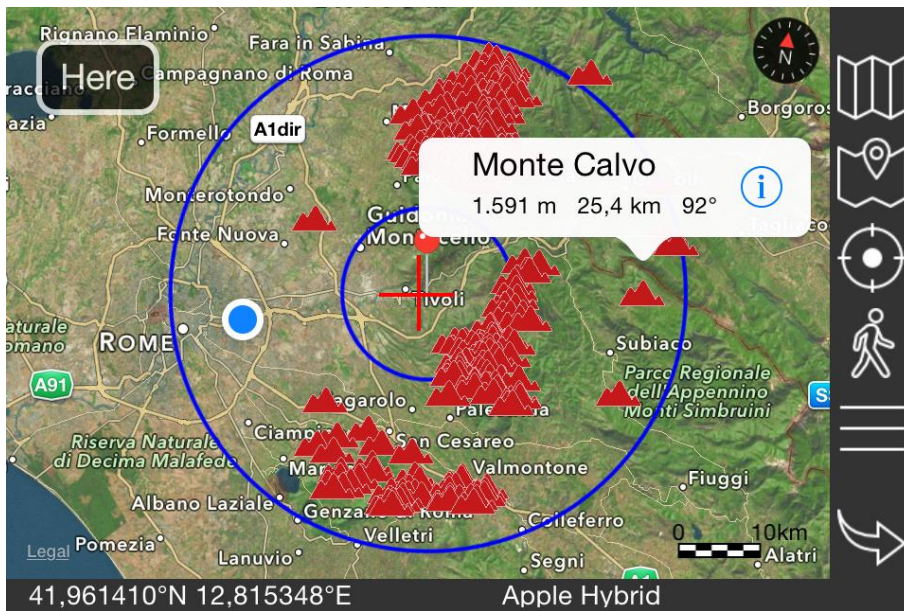 Rignano Flaminio
Fara in Sabina
Here
Campagnano di Roma
Borgoros
A1dir
Formello
Monte Calvo
1.591 m 25,4 km 92°
i
N
Monterotondo
Fonte Nuova
Guidonia
Montecelio
Tivoli
ROME
Subiaco
Parco Regionale
dell'Appennino
Monti Simbruini
A91
Ciampi
San Cesareo
Riserva Naturale
di Decima Malafede
Valmontone
Fiuggi
Albano Laziale
Velletri
Colleferro
0 10km
Legal
Pomezia
Lanuvio
Segni
Alatri
41,961410°N 12,815348°E
Apple Hybrid